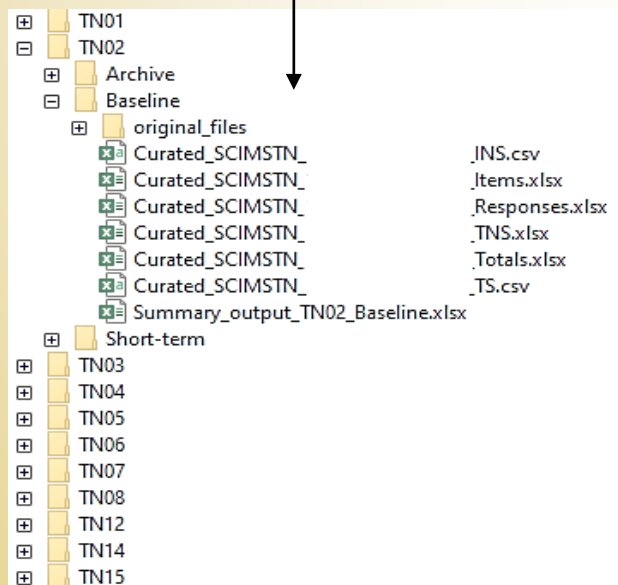 TN01
TN02
Archive
Baseline
original_files
Curated_SCIMSTN_ _INS.csv
Curated_SCIMSTN_ _Items.xlsx
Curated_SCIMSTN_ _Responses.xlsx
Curated_SCIMSTN_ _TNS.xlsx
Curated_SCIMSTN_ _Totals.xlsx
Curated_SCIMSTN_ _TS.csv
Summary_output_TN02_Baseline.xlsx
Short-term
TN03
TN04
TN05
TN06
TN07
TN08
TN12
TN14
TN15